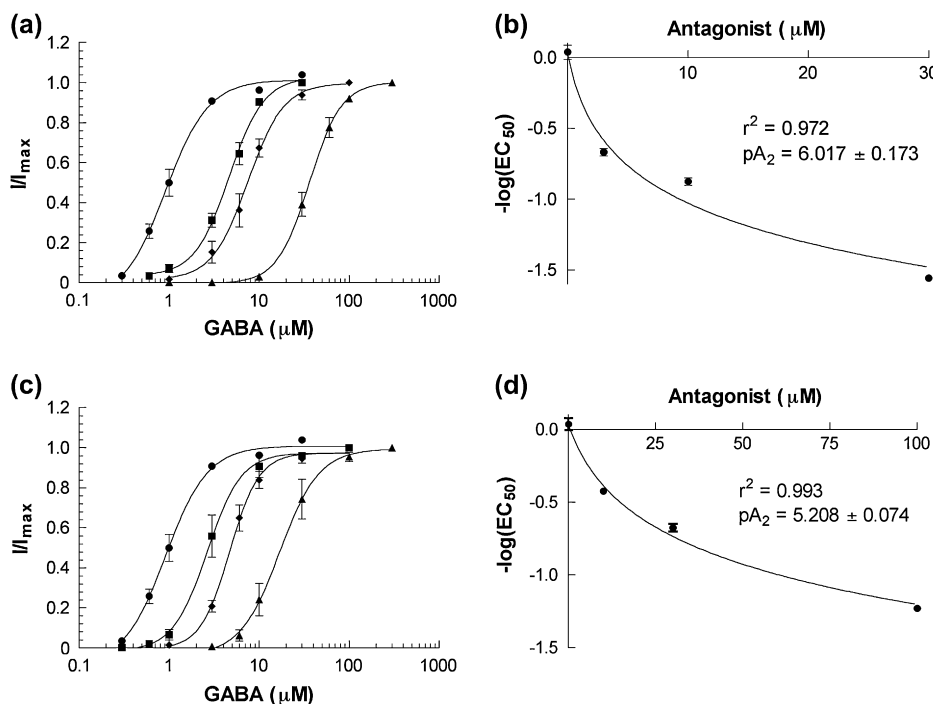 (a)
1.2
1.0
0.8
0.6
0.4
0.2
0
I/Imax
0.1
1
10
100
1000
GABA (μM)
(b)
Antagonist (μM)
10
20
30
0.0
-0.5
-1.0
-1.5
-log(EC50)
r2 = 0.972
pA2 = 6.017 ± 0.173
(c)
1.2
1.0
0.8
0.6
0.4
0.2
0
I/Imax
0.1
1
10
100
1000
GABA (μM)
(d)
Antagonist (μM)
25
50
75
100
0.0
-0.5
-1.0
-1.5
-log(EC50)
r2 = 0.993
pA2 = 5.208 ± 0.074